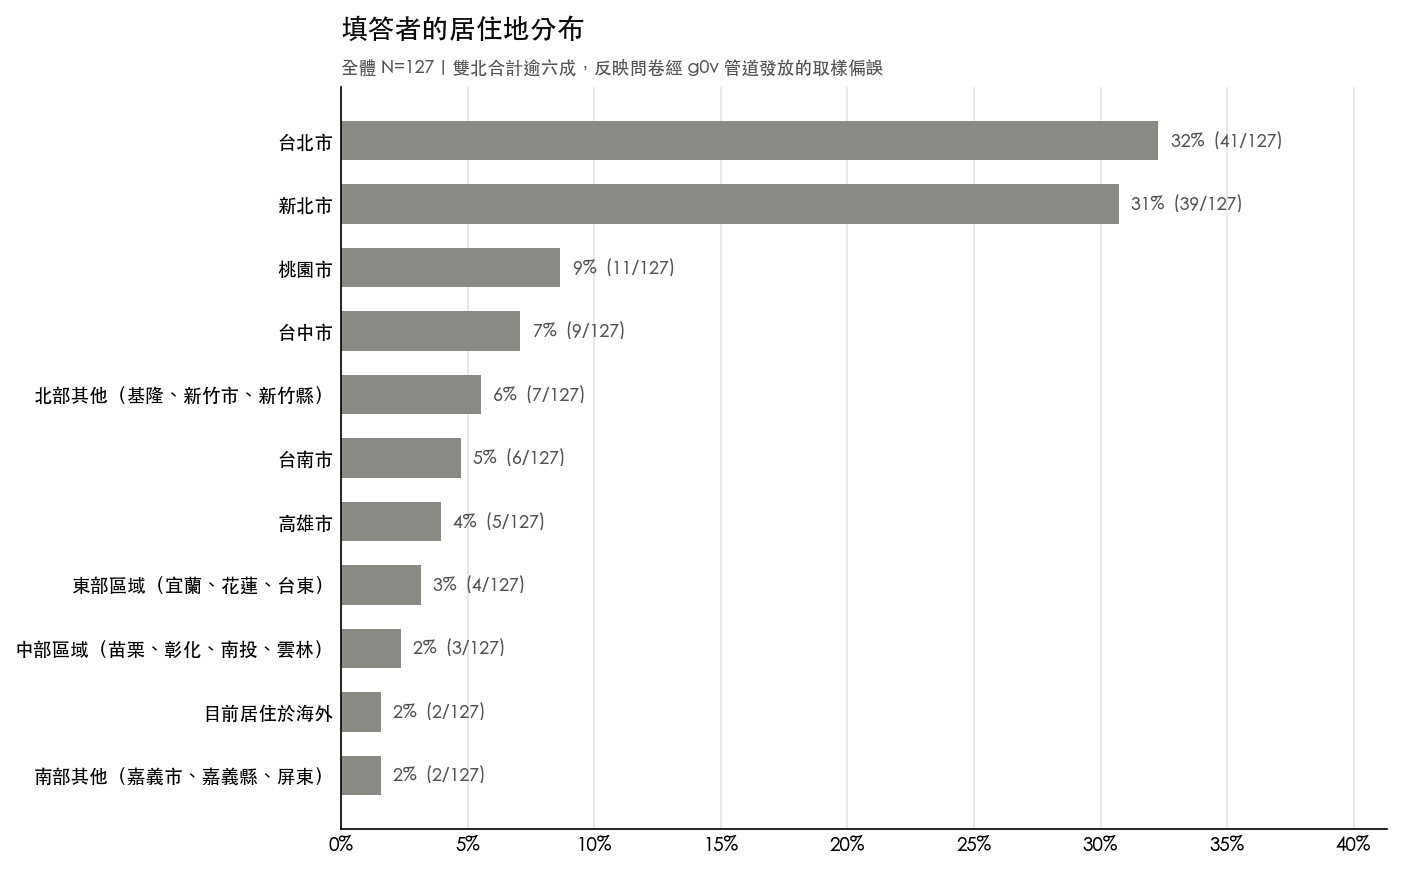 填答者的居住地分布
全體 N=127｜雙北合計逾六成，反映問卷經 g0v 管道發放的取樣偏誤
台北市 32% (41/127)
新北市 31% (39/127)
桃園市 9% (11/127)
台中市 7% (9/127)
北部其他（基隆、新竹市、新竹縣） 6% (7/127)
台南市 5% (6/127)
高雄市 4% (5/127)
東部區域（宜蘭、花蓮、台東） 3% (4/127)
中部區域（苗栗、彰化、南投、雲林） 2% (3/127)
目前居住於海外 2% (2/127)
南部其他（嘉義市、嘉義縣、屏東） 2% (2/127)
0% 5% 10% 15% 20% 25% 30% 35% 40%